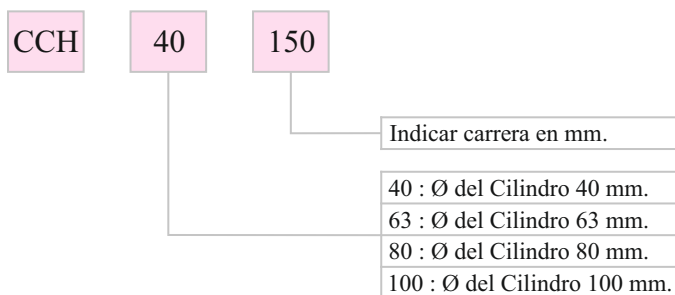 CCH 40 150
Indicar carrera en mm.
40 : Ø del Cilindro 40 mm.
63 : Ø del Cilindro 63 mm.
80 : Ø del Cilindro 80 mm.
100 : Ø del Cilindro 100 mm.